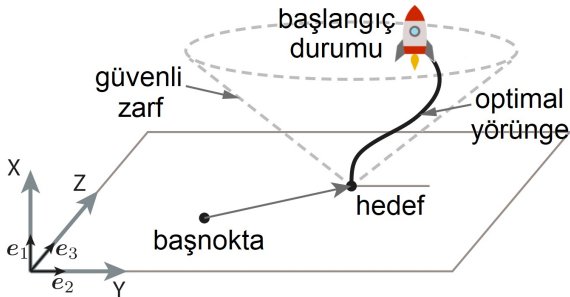 başlangıç
durumu
güvenli
zarf
optimal
yörünge
X
Z
hedef
başnokta
e1
e3
e2
Y